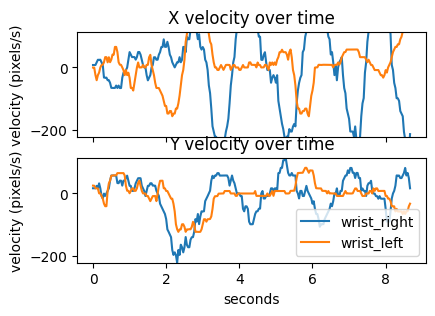 X velocity over time
velocity (pixels/s)
0
−200
Y velocity over time
velocity (pixels/s)
0
−200
wrist_right
wrist_left
0 2 4 6 8
seconds